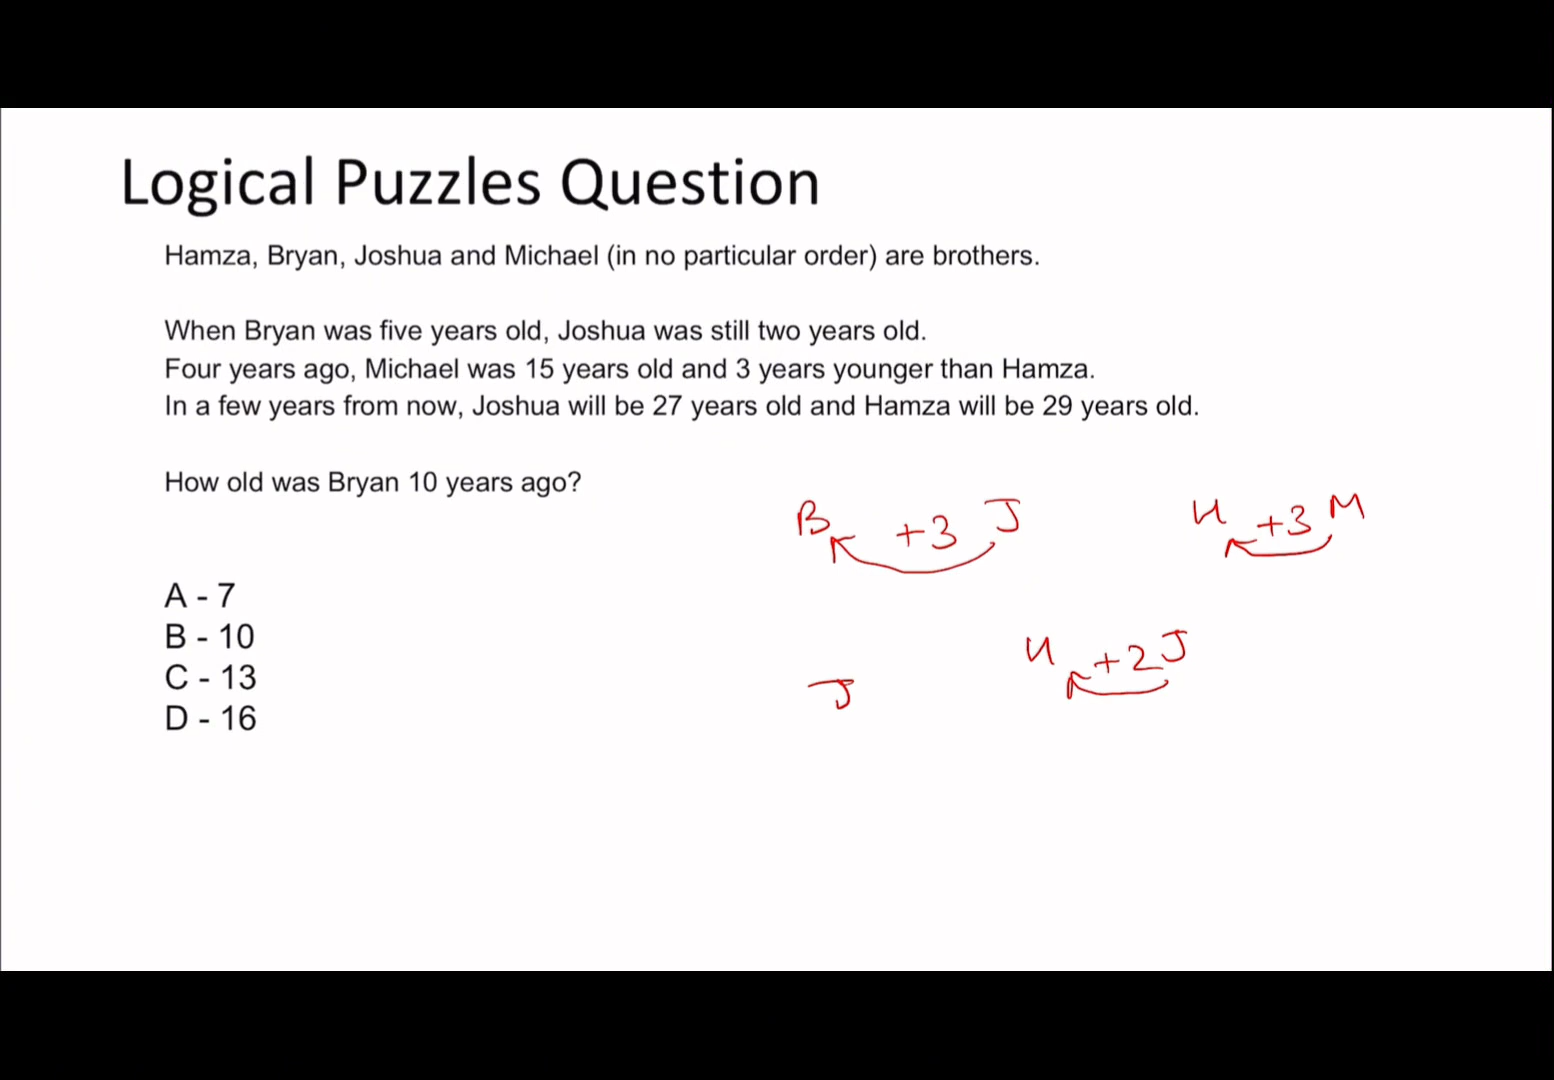 Logical Puzzles Question
Hamza, Bryan, Joshua and Michael (in no particular order) are brothers.
When Bryan was five years old, Joshua was still two years old.
Four years ago, Michael was 15 years old and 3 years younger than Hamza.
In a few years from now, Joshua will be 27 years old and Hamza will be 29 years old.
How old was Bryan 10 years ago?
B +3 J
H +3 M
A - 7
B - 10
C - 13
D - 16
H +2 J
J